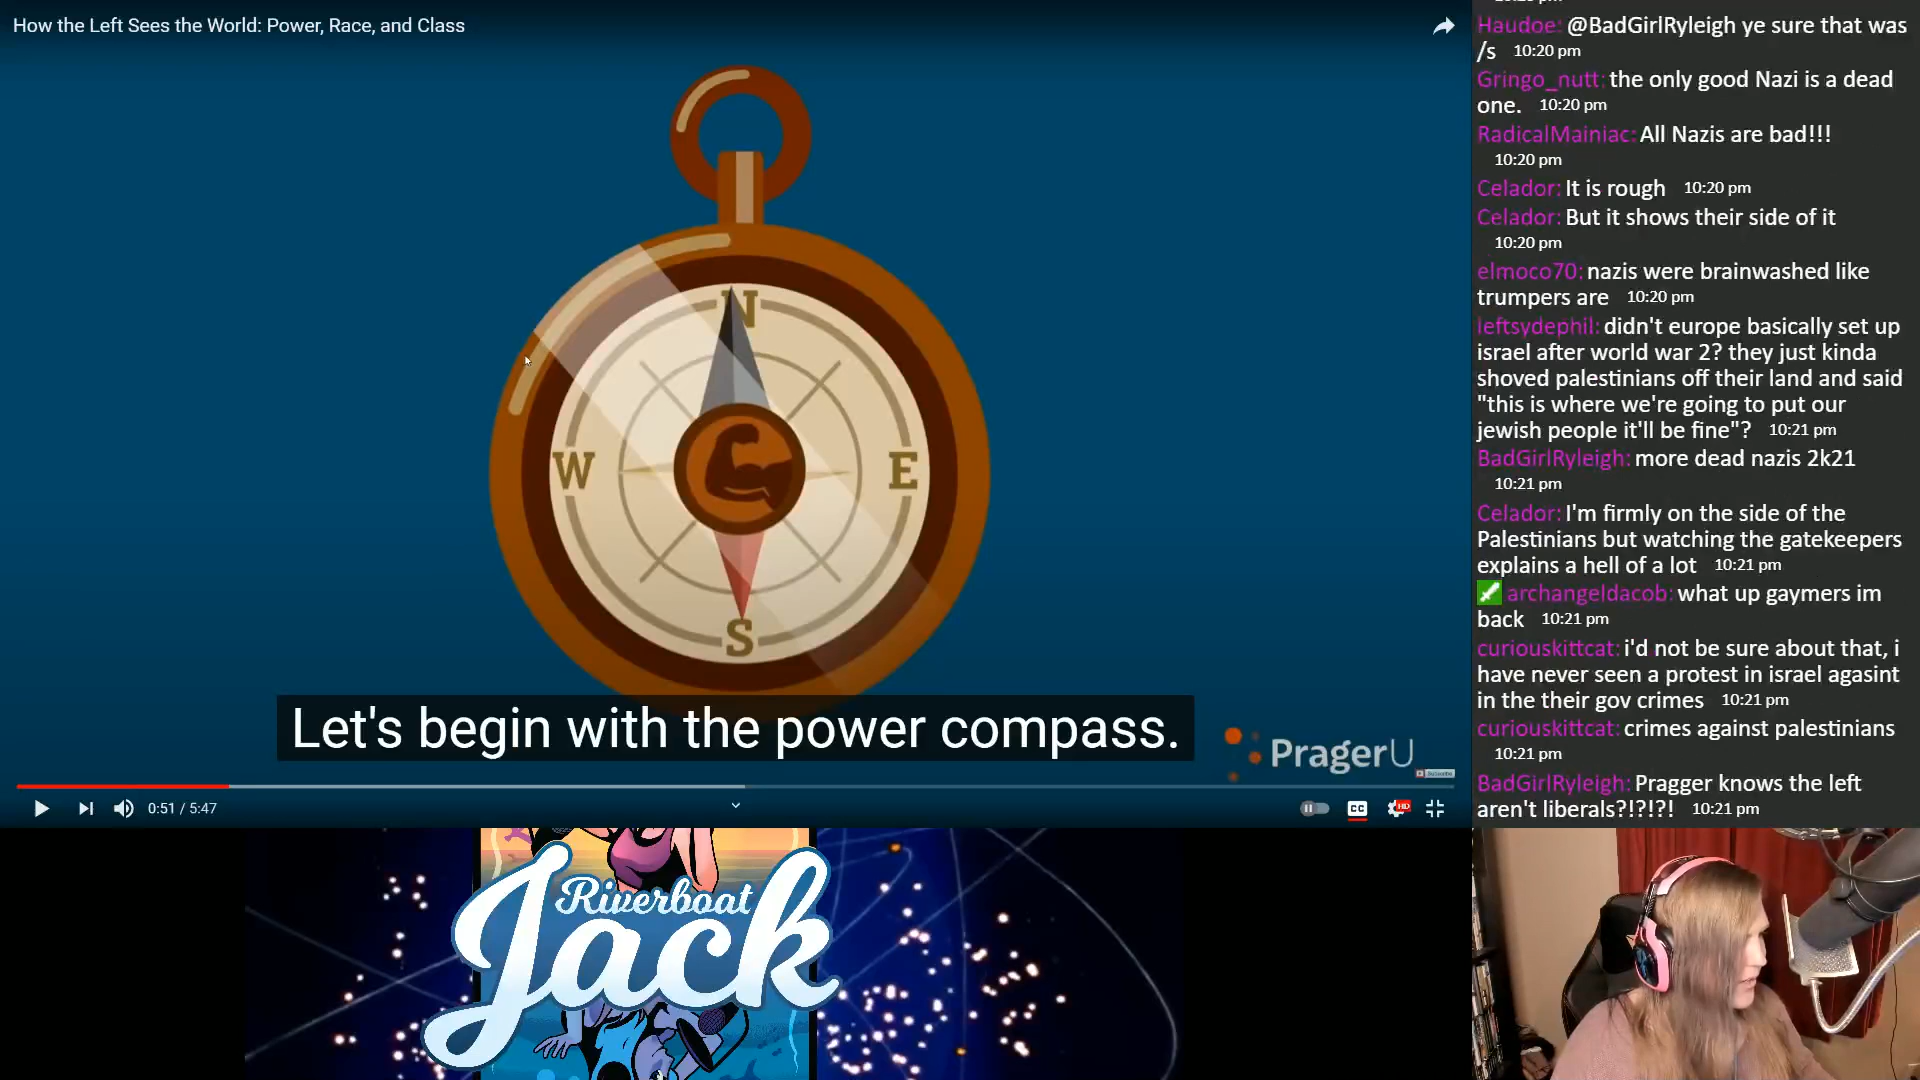 How the Left Sees the World: Power, Race, and Class
N
W
E
S
Let's begin with the power compass.
PragerU
0:51 / 5:47
CC
HD
Riverboat
Jack
Haudoe: @BadGirlRyleigh ye sure that was
/s 10:20 pm
Gringo_nutt: the only good Nazi is a dead
one. 10:20 pm
RadicalMainiac: All Nazis are bad!!!
10:20 pm
Celador: It is rough 10:20 pm
Celador: But it shows their side of it
10:20 pm
elmoco70: nazis were brainwashed like
trumpers are 10:20 pm
leftsydephil: didn't europe basically set up
israel after world war 2? they just kinda
shoved palestinians off their land and said
"this is where we're going to put our
jewish people it'll be fine"? 10:21 pm
BadGirlRyleigh: more dead nazis 2k21
10:21 pm
Celador: I'm firmly on the side of the
Palestinians but watching the gatekeepers
explains a hell of a lot 10:21 pm
archangeldacob: what up gaymers im
back 10:21 pm
curiouskittcat: i'd not be sure about that, i
have never seen a protest in israel agasint
in the their gov crimes 10:21 pm
curiouskittcat: crimes against palestinians
10:21 pm
BadGirlRyleigh: Pragger knows the left
aren't liberals?!?!?! 10:21 pm